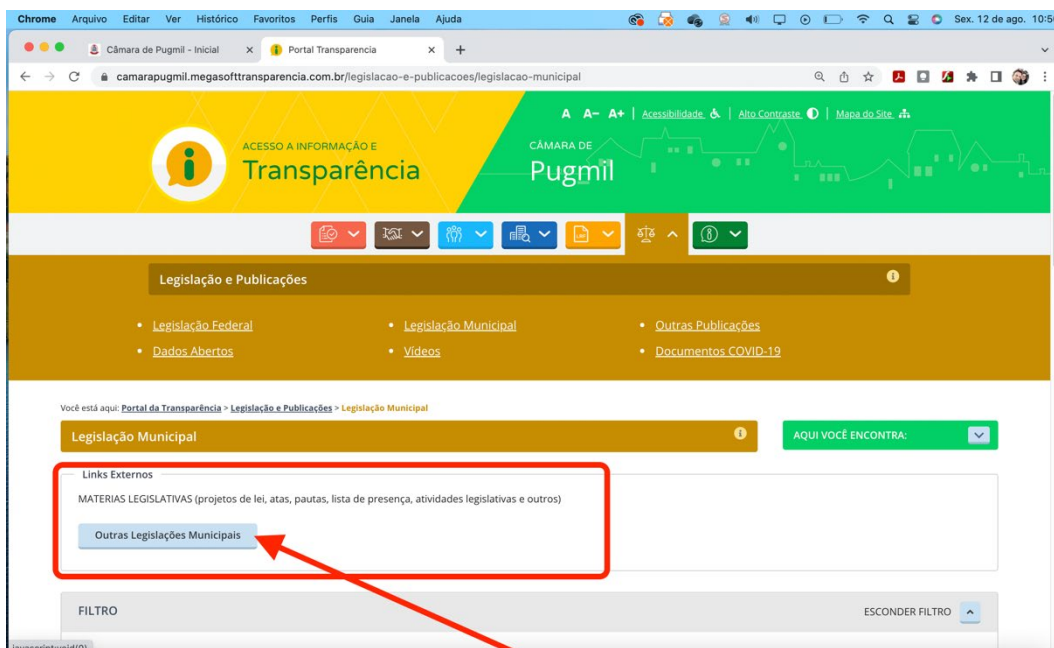 Chrome Arquivo Editar Ver Histórico Favoritos Perfis Guia Janela Ajuda Sex. 12 de ago. 10:5
Câmara de Pugmil - Inicial x Portal Transparencia x +
camarapugmil.megasofttransparencia.com.br/legislacao-e-publicacoes/legislacao-municipal
A A- A+ | Acessibilidade | Alto Contraste | Mapa do Site
ACESSO A INFORMAÇÃO E
Transparência
CÂMARA DE
Pugmil
Legislação e Publicações
• Legislação Federal • Legislação Municipal • Outras Publicações
• Dados Abertos • Vídeos • Documentos COVID-19
Você está aqui: Portal da Transparência > Legislação e Publicações > Legislação Municipal
Legislação Municipal
AQUI VOCÊ ENCONTRA:
Links Externos
MATERIAS LEGISLATIVAS (projetos de lei, atas, pautas, lista de presença, atividades legislativas e outros)
Outras Legislações Municipais
FILTRO ESCONDER FILTRO